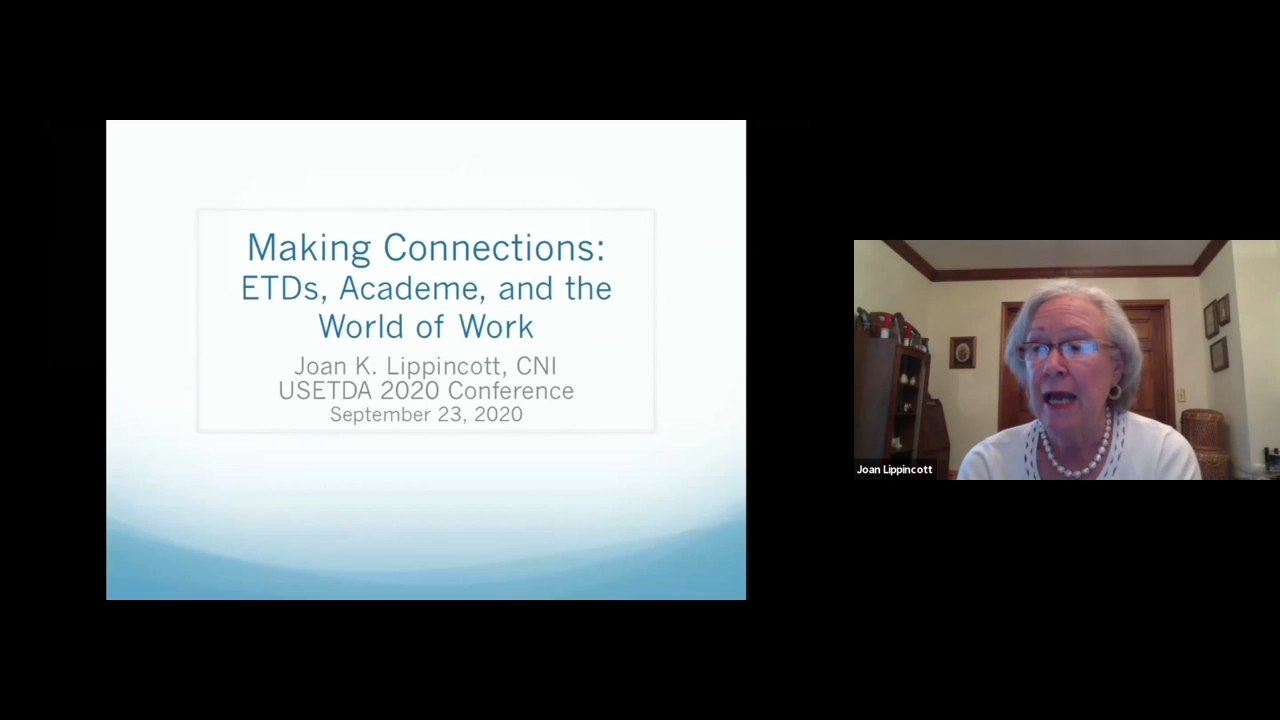 Making Connections:
ETDs, Academe, and the
World of Work
Joan K. Lippincott, CNI
USETDA 2020 Conference
September 23, 2020
Joan Lippincott